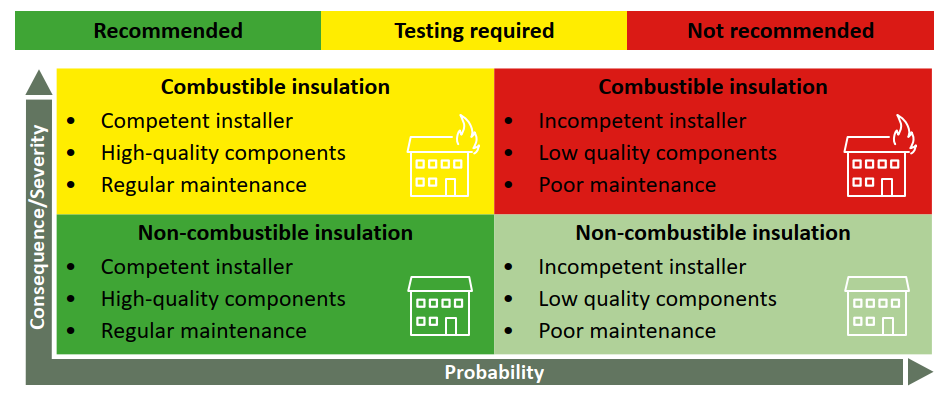 Recommended
Testing required
Not recommended
Consequence/Severity
Combustible insulation
• Competent installer
• High-quality components
• Regular maintenance
Combustible insulation
• Incompetent installer
• Low quality components
• Poor maintenance
Non-combustible insulation
• Competent installer
• High-quality components
• Regular maintenance
Non-combustible insulation
• Incompetent installer
• Low quality components
• Poor maintenance
Probability